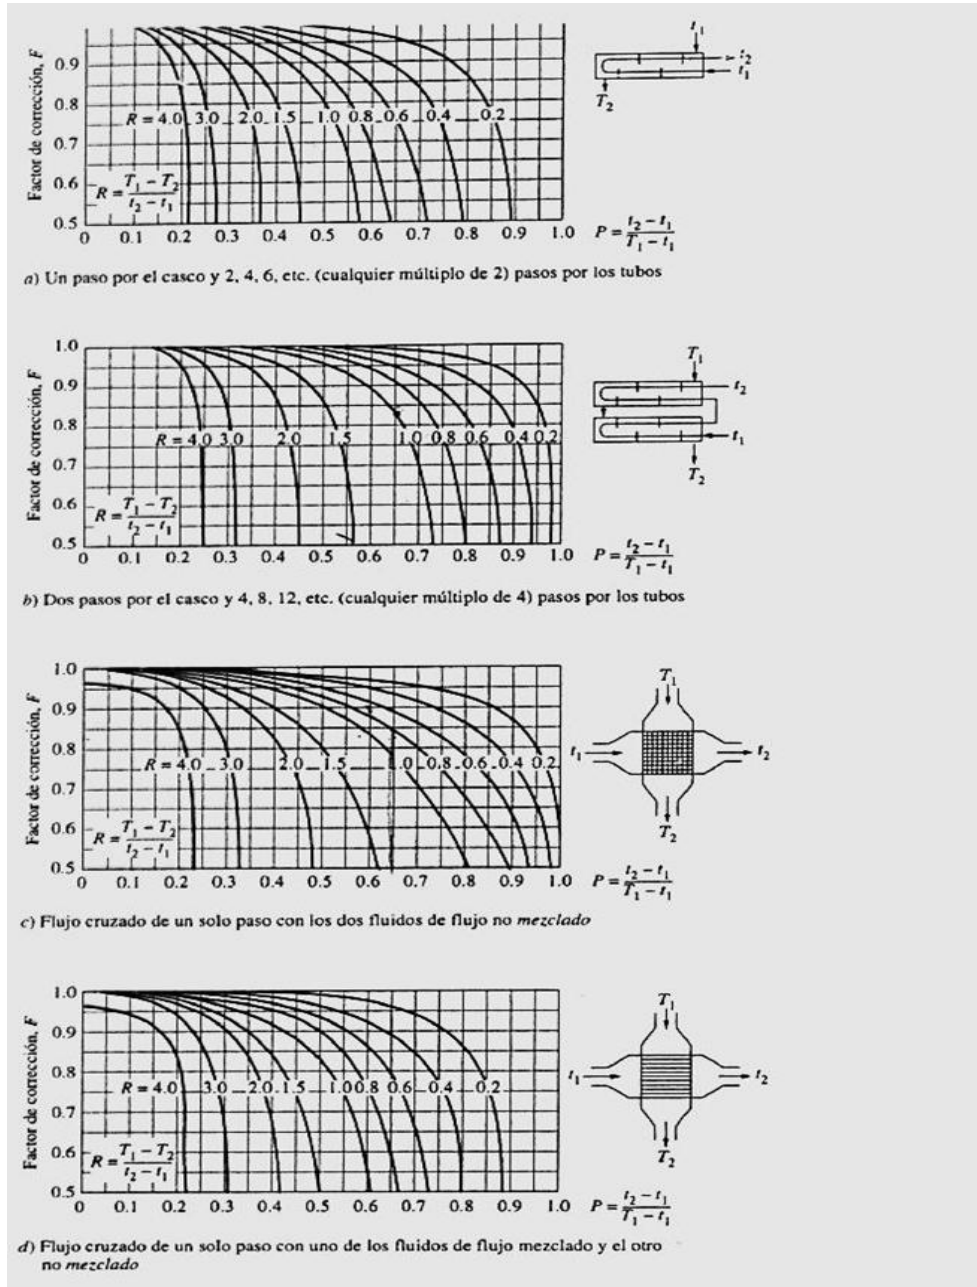 Factor de corrección, F
0.9
0.8
0.7
0.6
0.5
R = 4.0 3.0 2.0 1.5 1.0 0.8 0.6 0.4 0.2
R = T1 − T2 / t2 − t1
0 0.1 0.2 0.3 0.4 0.5 0.6 0.7 0.8 0.9 1.0
t1
t2
t1
T2
P = t2 − t1 / T1 − t1
a) Un paso por el casco y 2, 4, 6, etc. (cualquier múltiplo de 2) pasos por los tubos
Factor de corrección, F
1.0
0.9
0.8
0.7
0.6
0.5
R = 4.0 3.0 2.0 1.5 1.0 0.8 0.6 0.4 0.2
R = T1 − T2 / t2 − t1
0 0.1 0.2 0.3 0.4 0.5 0.6 0.7 0.8 0.9 1.0
T1
t2
t1
T2
P = t2 − t1 / T1 − t1
b) Dos pasos por el casco y 4, 8, 12, etc. (cualquier múltiplo de 4) pasos por los tubos
Factor de corrección, F
1.0
0.9
0.8
0.7
0.6
0.5
R = 4.0 3.0 2.0 1.5 1.0 0.8 0.6 0.4 0.2
R = T1 − T2 / t2 − t1
0 0.1 0.2 0.3 0.4 0.5 0.6 0.7 0.8 0.9 1.0
T1
t1
t2
T2
P = t2 − t1 / T1 − t1
c) Flujo cruzado de un solo paso con los dos fluidos de flujo no mezclado
Factor de corrección, F
1.0
0.9
0.8
0.7
0.6
0.5
R = 4.0 3.0 2.0 1.5 1.0 0.8 0.6 0.4 0.2
R = T1 − T2 / t2 − t1
0 0.1 0.2 0.3 0.4 0.5 0.6 0.7 0.8 0.9 1.0
T1
t1
t2
T2
P = t2 − t1 / T1 − t1
d) Flujo cruzado de un solo paso con uno de los fluidos de flujo mezclado y el otro
no mezclado